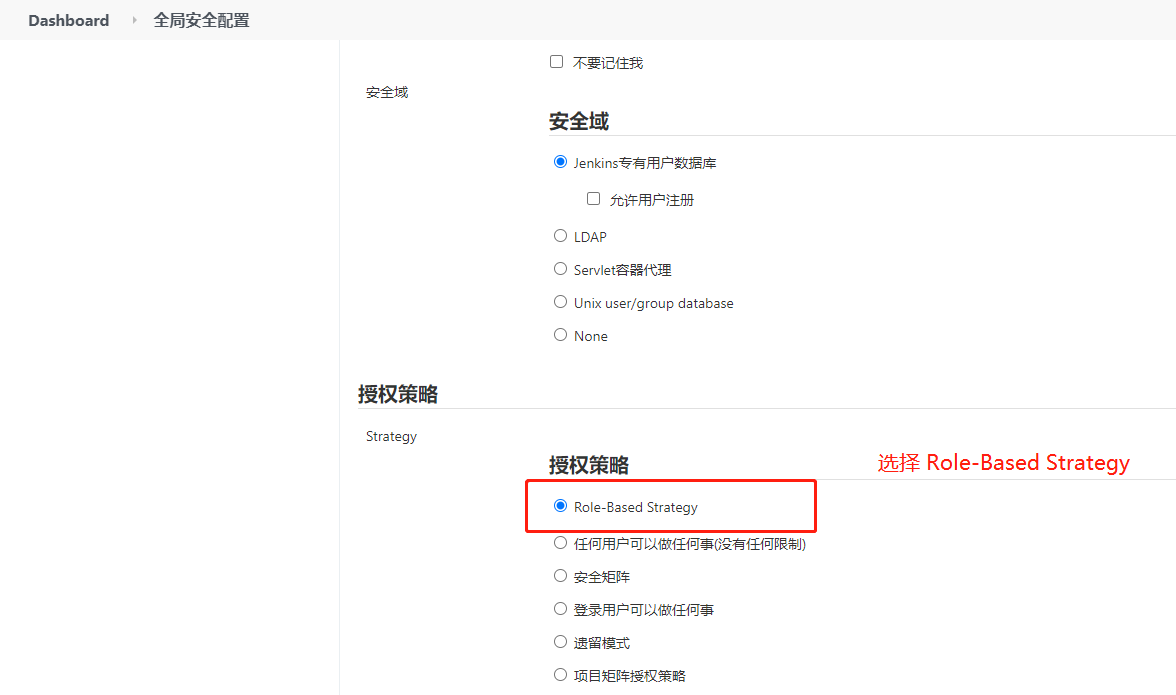 Dashboard 全局安全配置
不要记住我
安全域
安全域
Jenkins专有用户数据库
允许用户注册
LDAP
Servlet容器代理
Unix user/group database
None
授权策略
Strategy
授权策略
选择 Role-Based Strategy
Role-Based Strategy
任何用户可以做任何事(没有任何限制)
安全矩阵
登录用户可以做任何事
遗留模式
项目矩阵授权策略